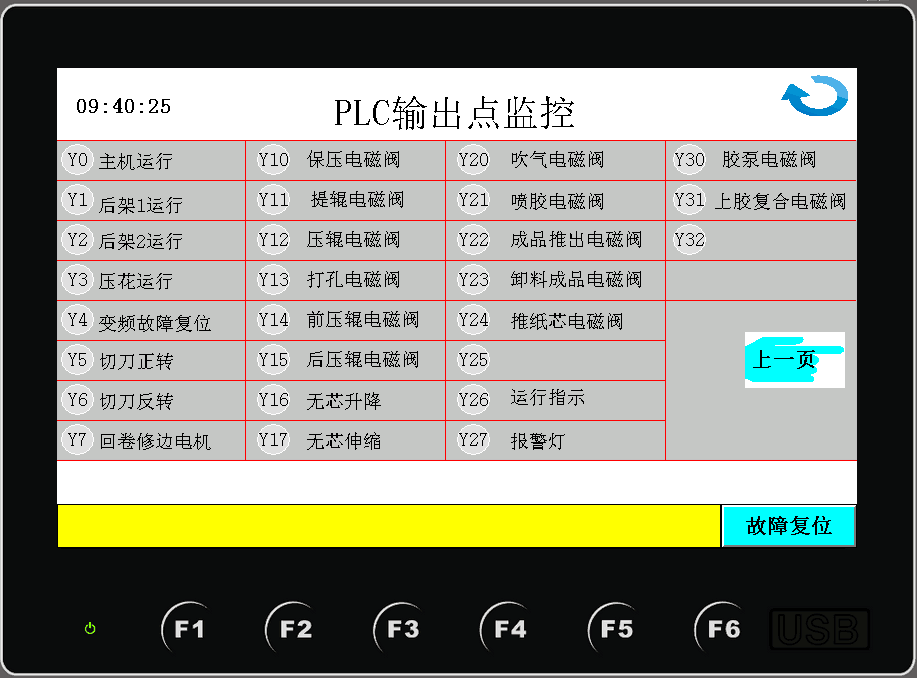 09:40:25
PLC输出点监控
Y0 主机运行 Y10 保压电磁阀 Y20 吹气电磁阀 Y30 胶泵电磁阀
Y1 后架1运行 Y11 提辊电磁阀 Y21 喷胶电磁阀 Y31 上胶复合电磁阀
Y2 后架2运行 Y12 压辊电磁阀 Y22 成品推出电磁阀 Y32
Y3 压花运行 Y13 打孔电磁阀 Y23 卸料成品电磁阀
Y4 变频故障复位 Y14 前压辊电磁阀 Y24 推纸芯电磁阀
Y5 切刀正转 Y15 后压辊电磁阀 Y25
上一页
Y6 切刀反转 Y16 无芯升降 Y26 运行指示
Y7 回卷修边电机 Y17 无芯伸缩 Y27 报警灯
故障复位
F1 F2 F3 F4 F5 F6 USB